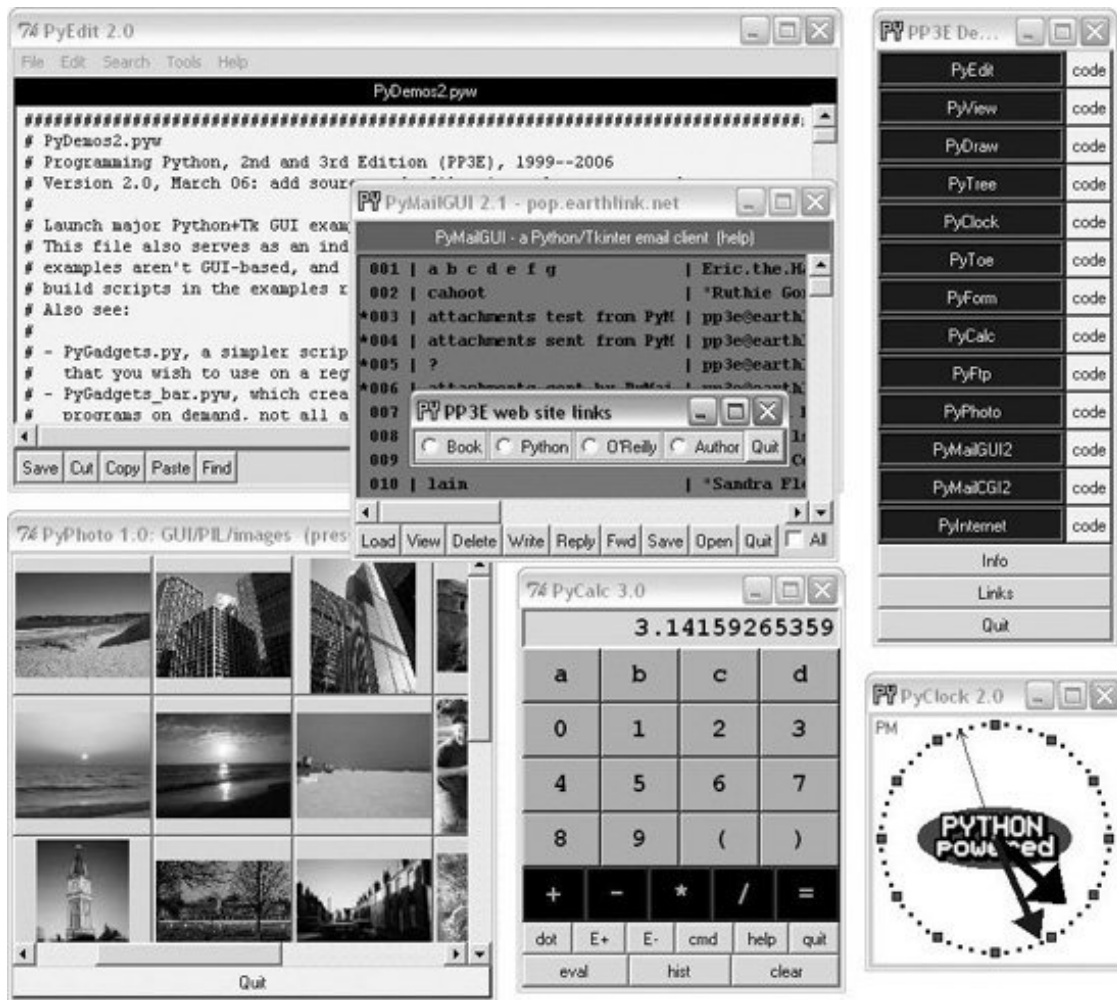 PyEdit 2.0
File Edit Search Tools Help
PyDemos2.pyw
################################################################################
# PyDemos2.pyw
# Programming Python, 2nd and 3rd Edition (PP3E), 1999--2006
# Version 2.0, March 06: add
#
# Launch major Python+Tk GUI
# This file also serves as an
# examples aren't GUI-based, and
# build scripts in the examples
# Also see:
#
# - PyGadgets.py, a simpler
# that you wish to use on a
# - PyGadgets_bar.pyw, which
# programs on demand. not all a
Save Cut Copy Paste Find
PyMailGUI 2.1 - pop.earthlink.net
PyMailGUI - a Python/Tkinter email client (help)
001 | a b c d e f g |
002 | cahoot | *Ruthie
*003 | attachments test from |
*004 | attachments sent from |
*005 | ? |
*006 |
007
008
009
010 | lain | *Sandra
Load View Delete Write Reply Fwd Save Open Quit All
PP3E web site links
Book Python O'Reilly Author Quit
PyPhoto 1.0: GUI/PIL/images
Quit
PyCalc 3.0
3.14159265359
a b c d
0 1 2 3
4 5 6 7
8 9 ( )
+ - * / =
dot E+ E- cmd help quit
eval hist clear
PP3E De...
PyEdit code
PyView code
PyDraw code
PyTree code
PyClock code
PyToe code
PyForm code
PyCalc code
PyFtp code
PyPhoto code
PyMailGUI2 code
PyMailCGI2 code
PyInternet code
Info
Links
Quit
PyClock 2.0
PM
PYTHON
Powered